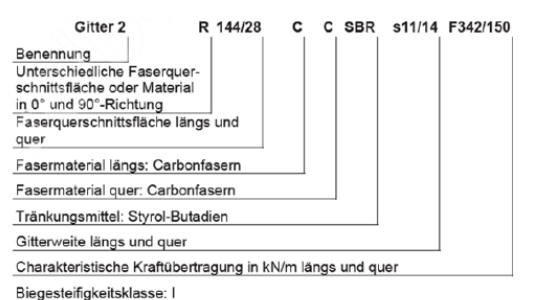 Gitter 2 R 144/28 C C SBR s11/14 F342/150
Benennung
Unterschiedliche Faserquer-
schnittsfläche oder Material
in 0° und 90°-Richtung
Faserquerschnittsfläche längs und
quer
Fasermaterial längs: Carbonfasern
Fasermaterial quer: Carbonfasern
Tränkungsmittel: Styrol-Butadien
Gitterweite längs und quer
Charakteristische Kraftübertragung in kN/m längs und quer
Biegesteifigkeitsklasse: I